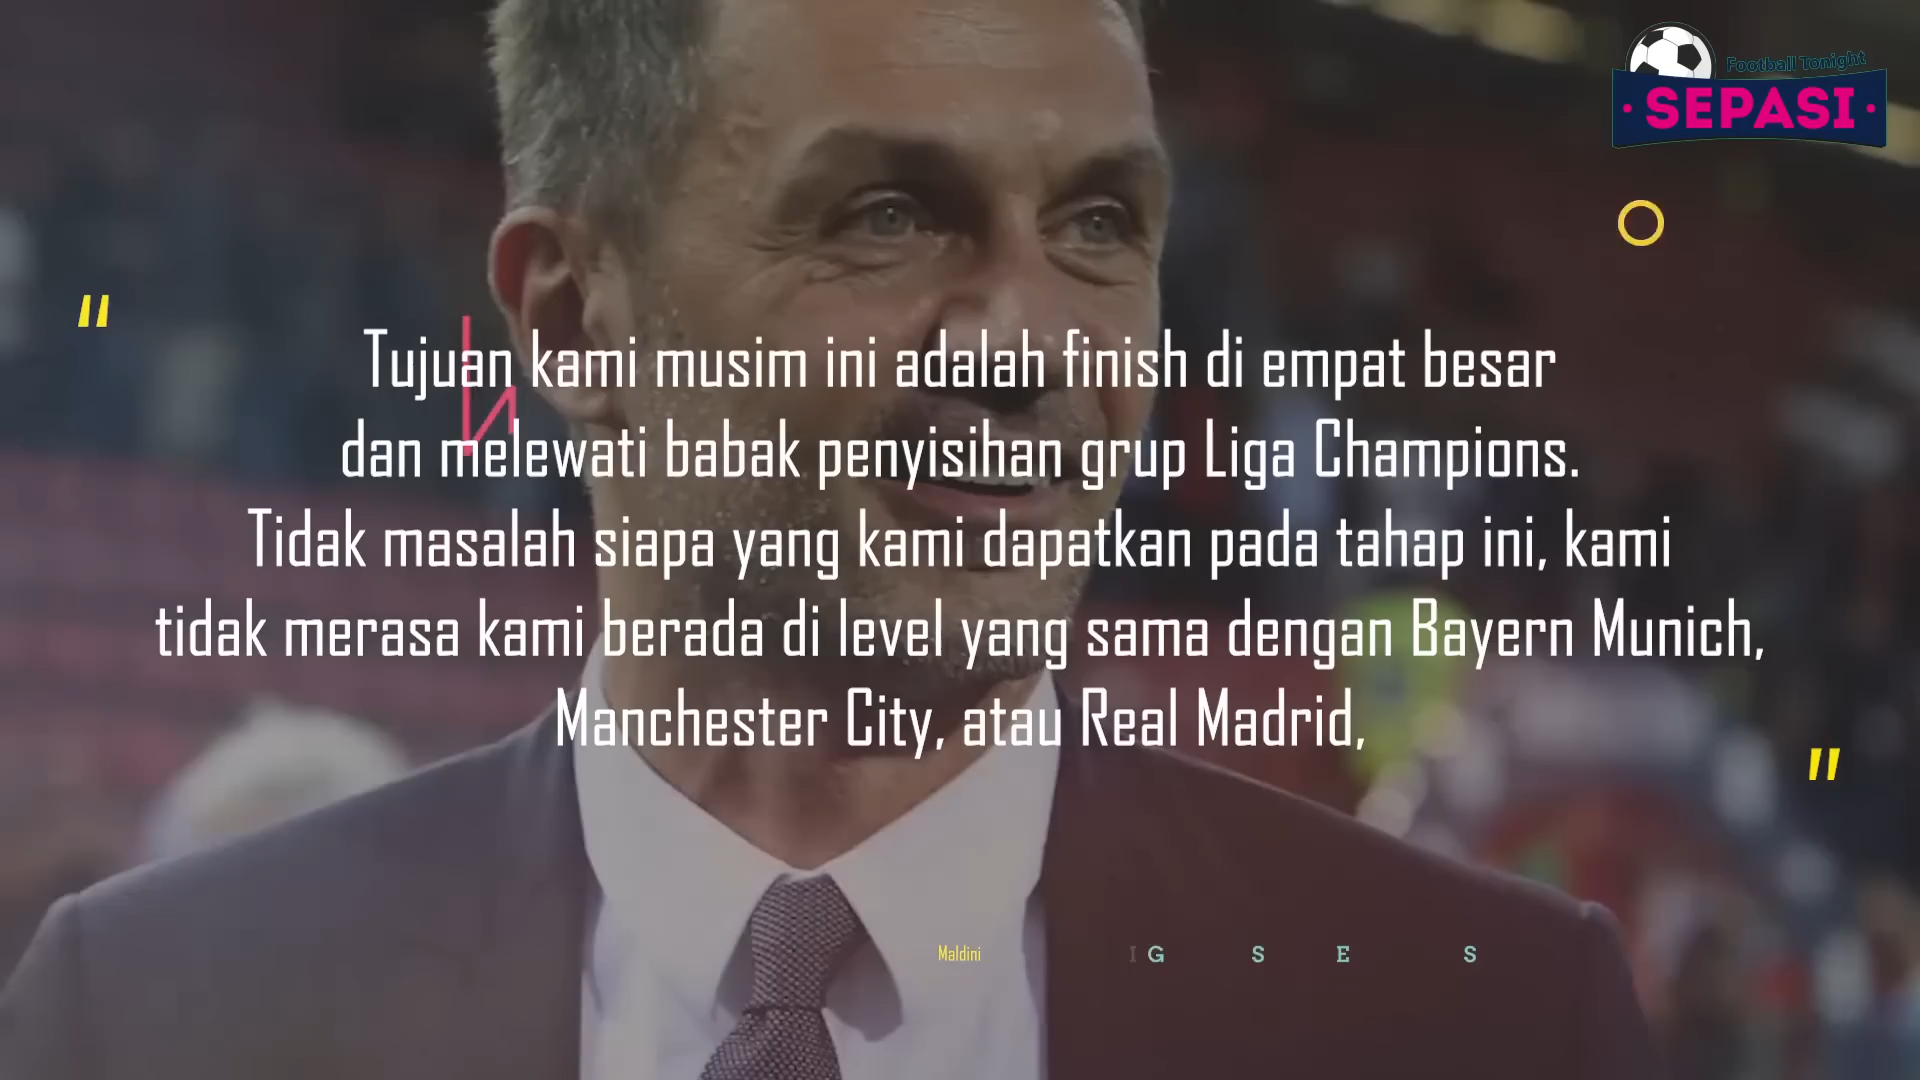 Football Tonight
SEPASI
"
Tujuan kami musim ini adalah finish di empat besar
dan melewati babak penyisihan grup Liga Champions.
Tidak masalah siapa yang kami dapatkan pada tahap ini, kami
tidak merasa kami berada di level yang sama dengan Bayern Munich,
Manchester City, atau Real Madrid,
"
Maldini
I G S E S